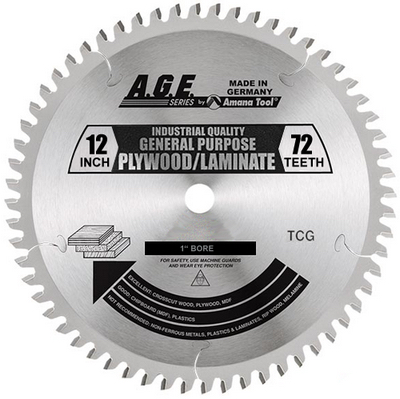 A.G.E.
SERIES by Amana Tool®
MADE IN
GERMANY
12
INCH
INDUSTRIAL QUALITY
GENERAL PURPOSE
PLYWOOD/LAMINATE
72
TEETH
1" BORE
TCG
FOR SAFETY, USE MACHINE GUARDS
AND WEAR EYE PROTECTION
EXCELLENT: CROSSCUT WOOD, PLYWOOD, MDF
GOOD: CHIPBOARD (MDF), PLASTICS
NOT RECOMMENDED: NON-FERROUS METALS, PLASTICS & LAMINATES, RIP WOOD, MELAMINE